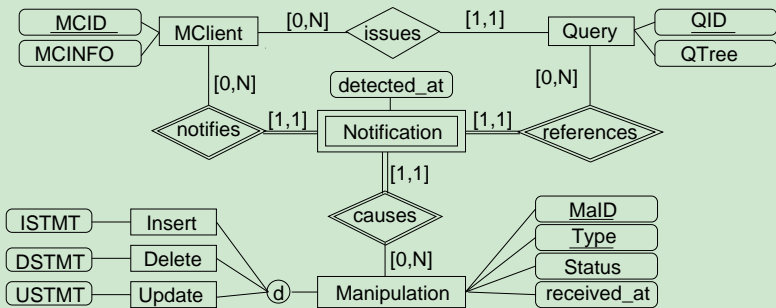 MCID
MCINFO
MClient
[0,N]
issues
[1,1]
Query
QID
QTree
[0,N]
[0,N]
detected_at
notifies
[1,1]
Notification
[1,1]
references
[1,1]
causes
[0,N]
ISTMT
Insert
DSTMT
Delete
USTMT
Update
d
Manipulation
MaID
Type
Status
received_at